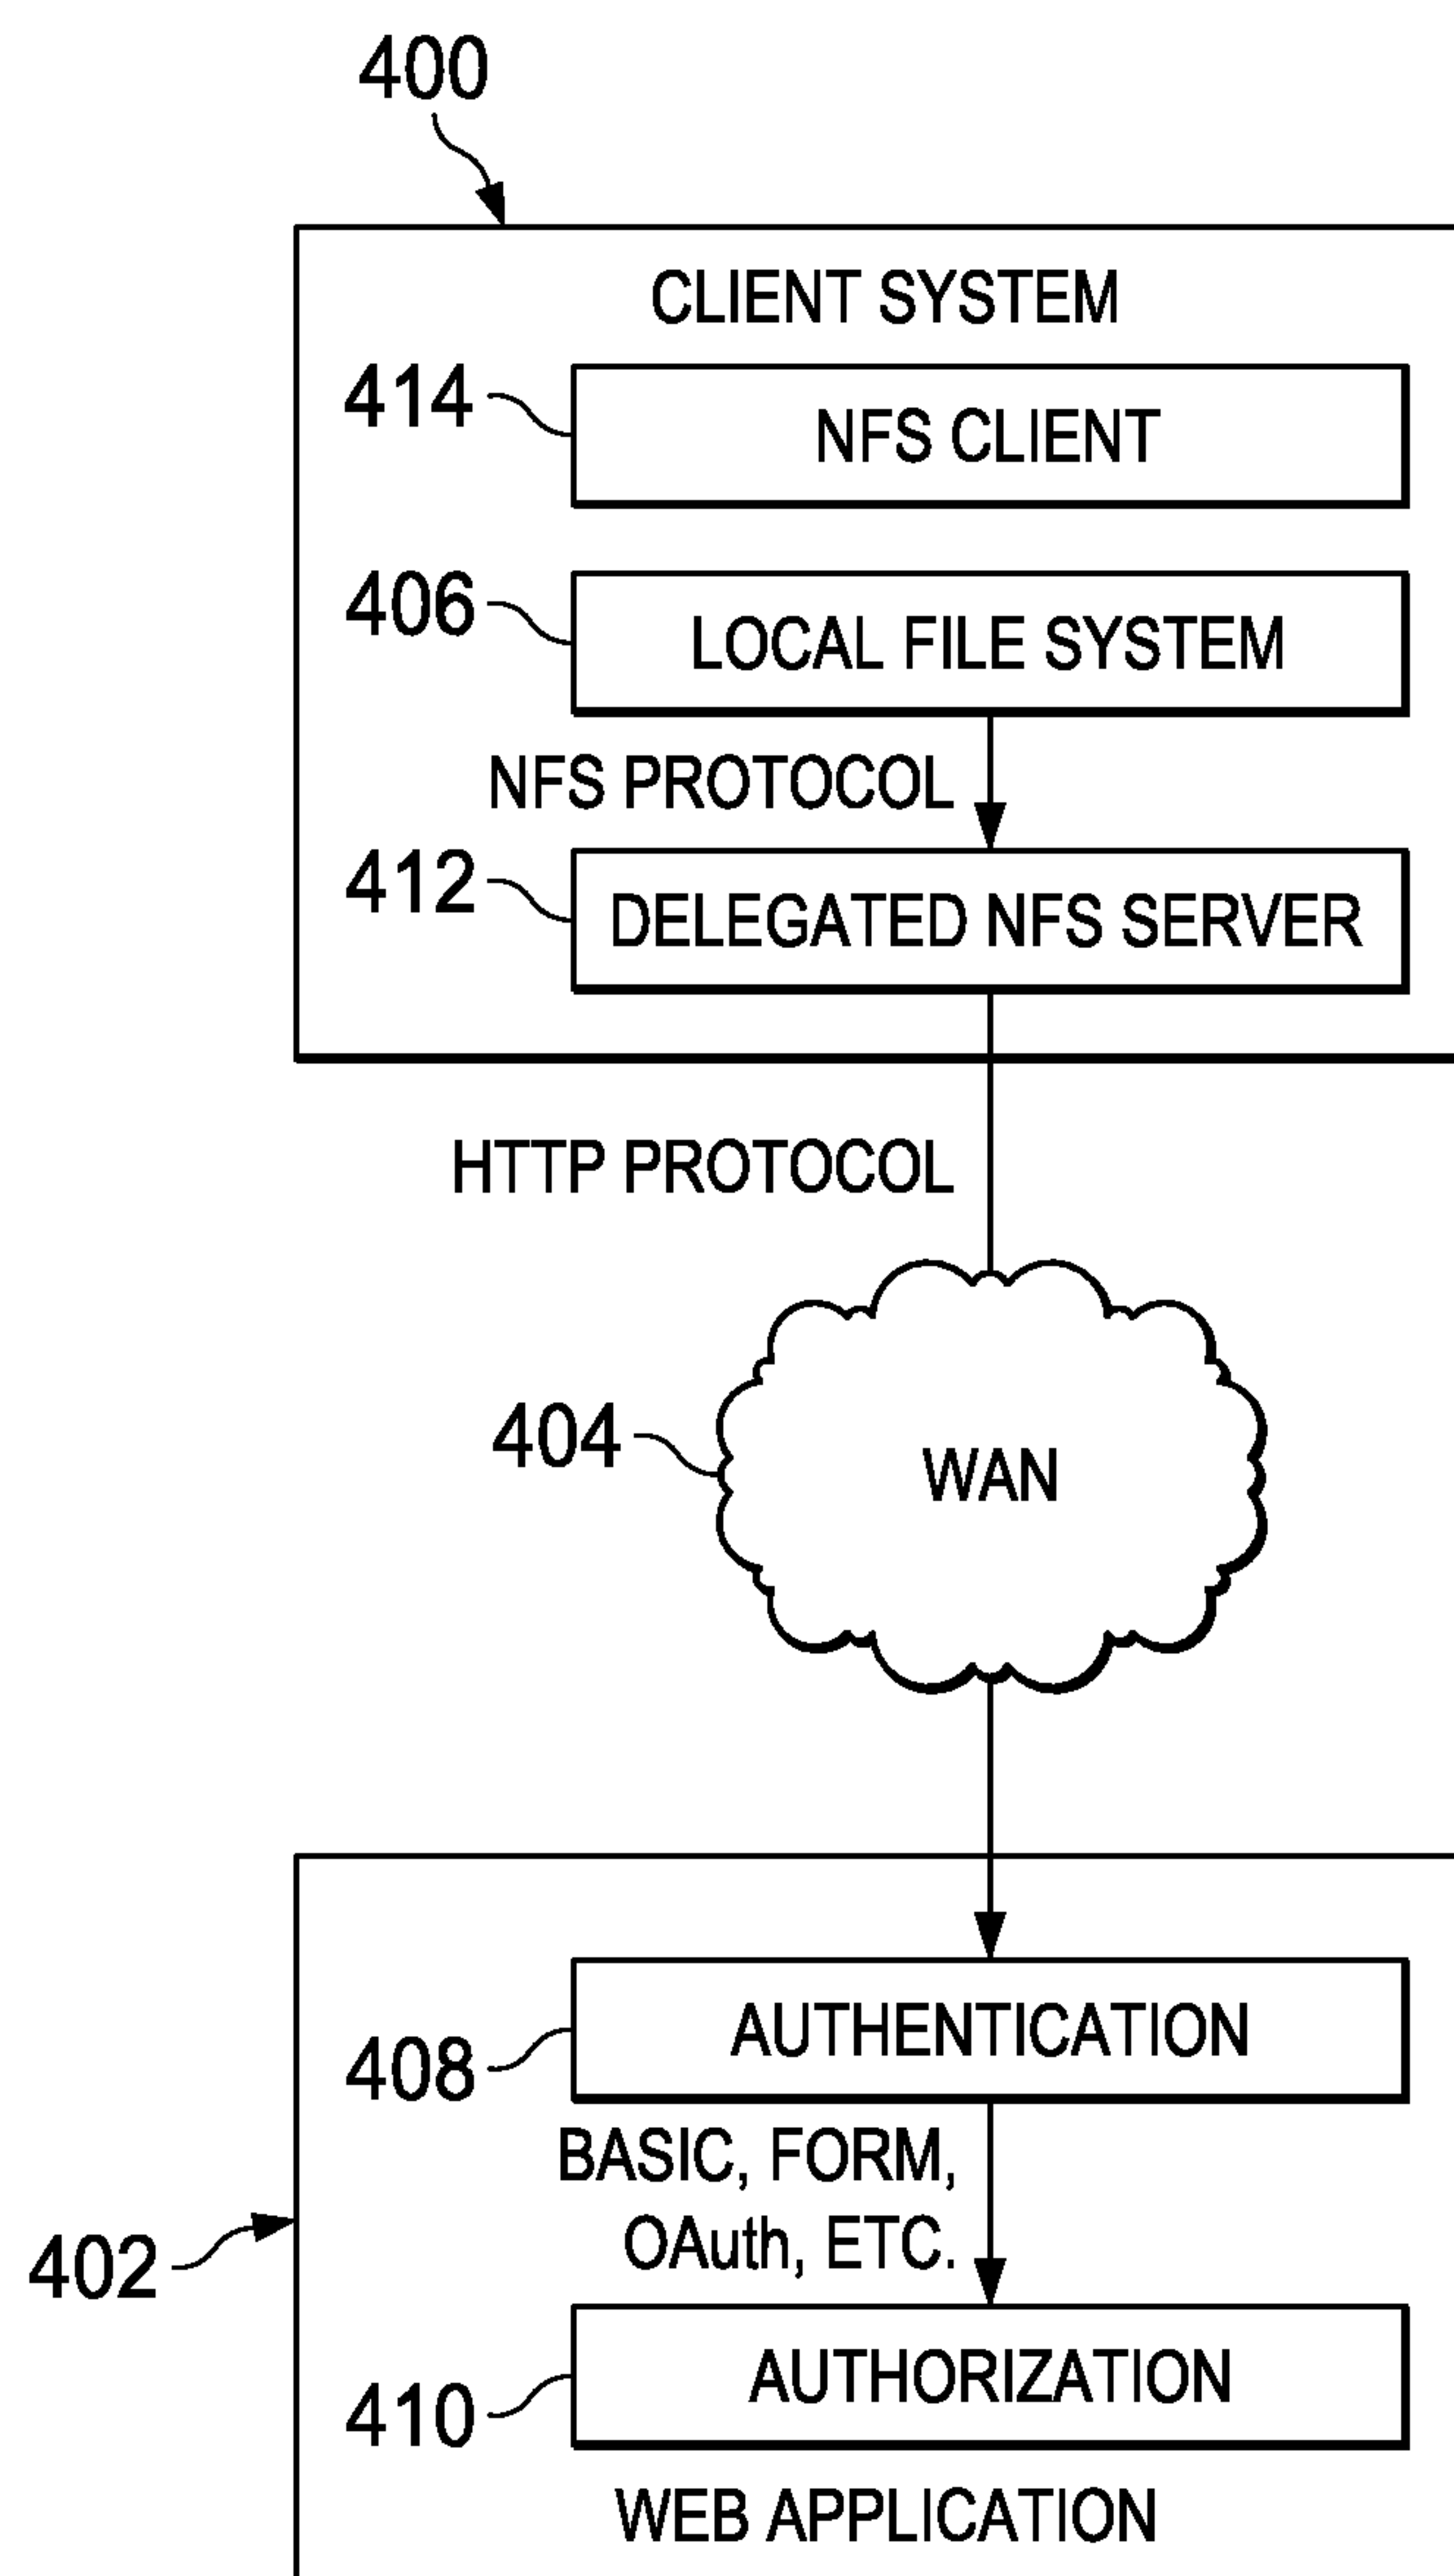 400
CLIENT SYSTEM
414
NFS CLIENT
406
LOCAL FILE SYSTEM
NFS PROTOCOL
412
DELEGATED NFS SERVER
HTTP PROTOCOL
404
WAN
AUTHENTICATION
408
BASIC, FORM,
OAuth, ETC.
402
AUTHORIZATION
410
WEB APPLICATION